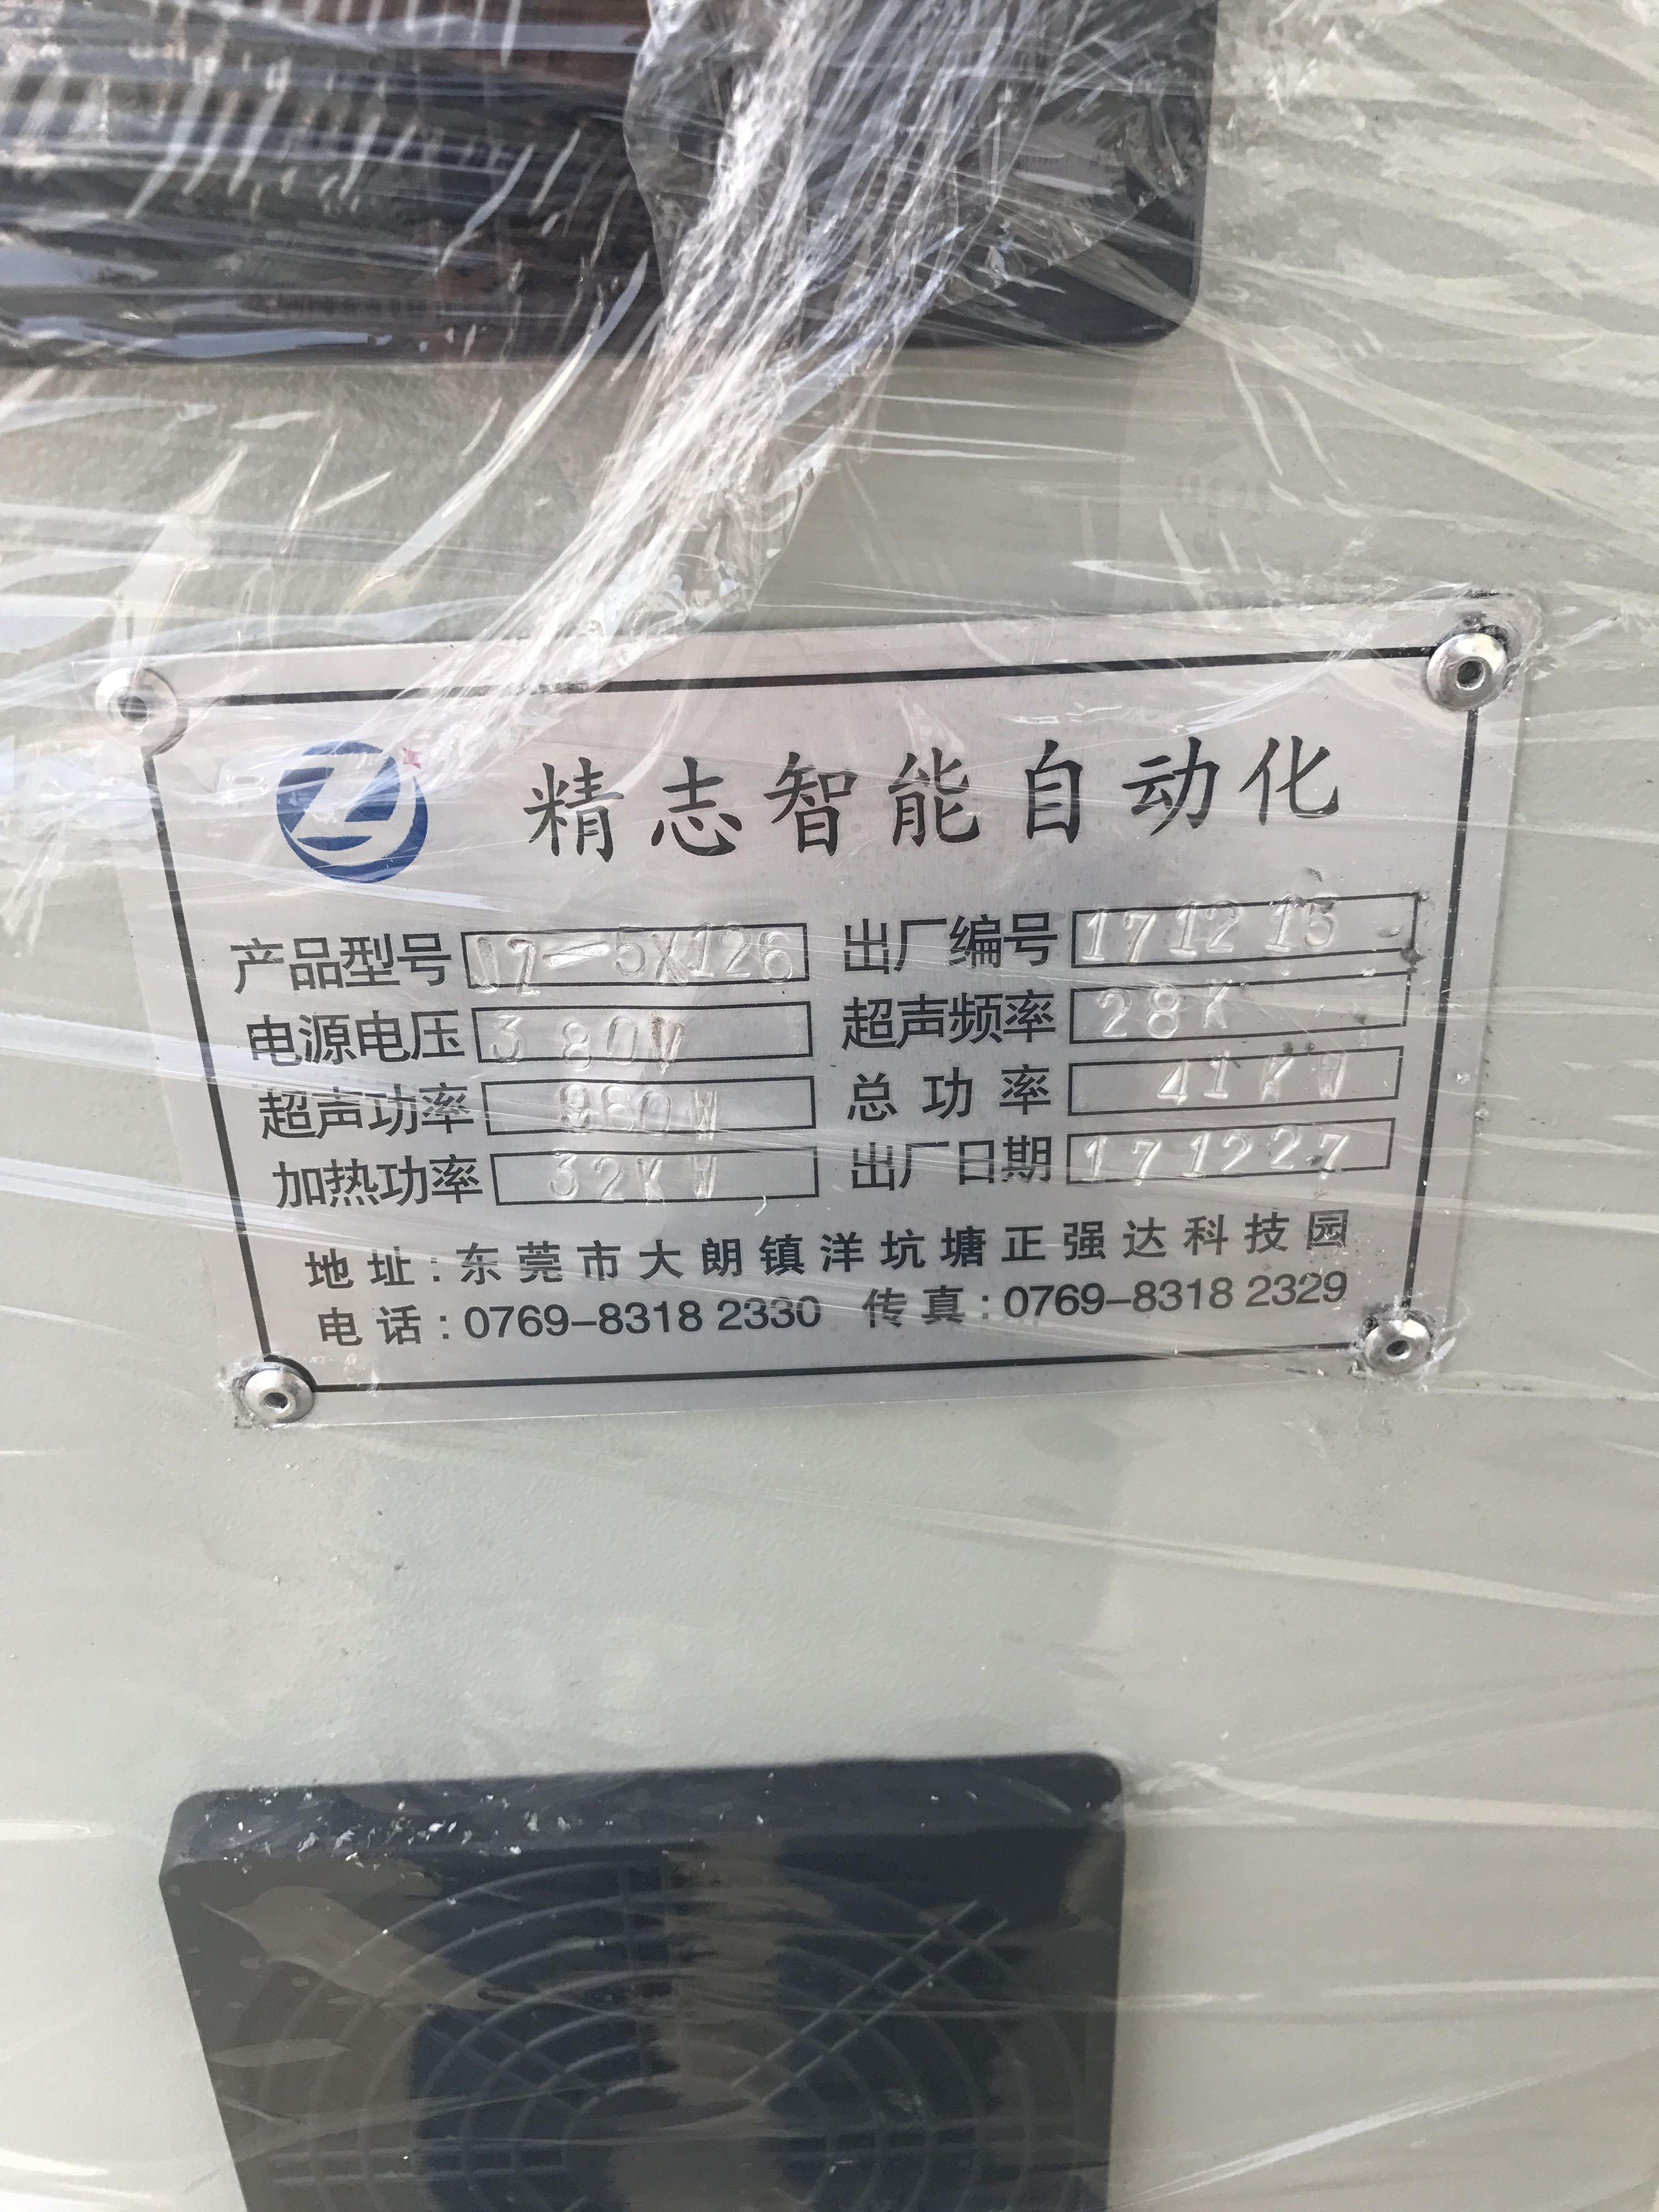 精志智能自动化
产品型号 JZ-5X126 出厂编号 171215
电源电压 380V 超声频率 28K
超声功率 960W 总功率 41KW
加热功率 32KW 出厂日期 171227
地址:东莞市大朗镇洋坑塘正强达科技园
电话:0769-8318 2330 传真:0769-8318 2329